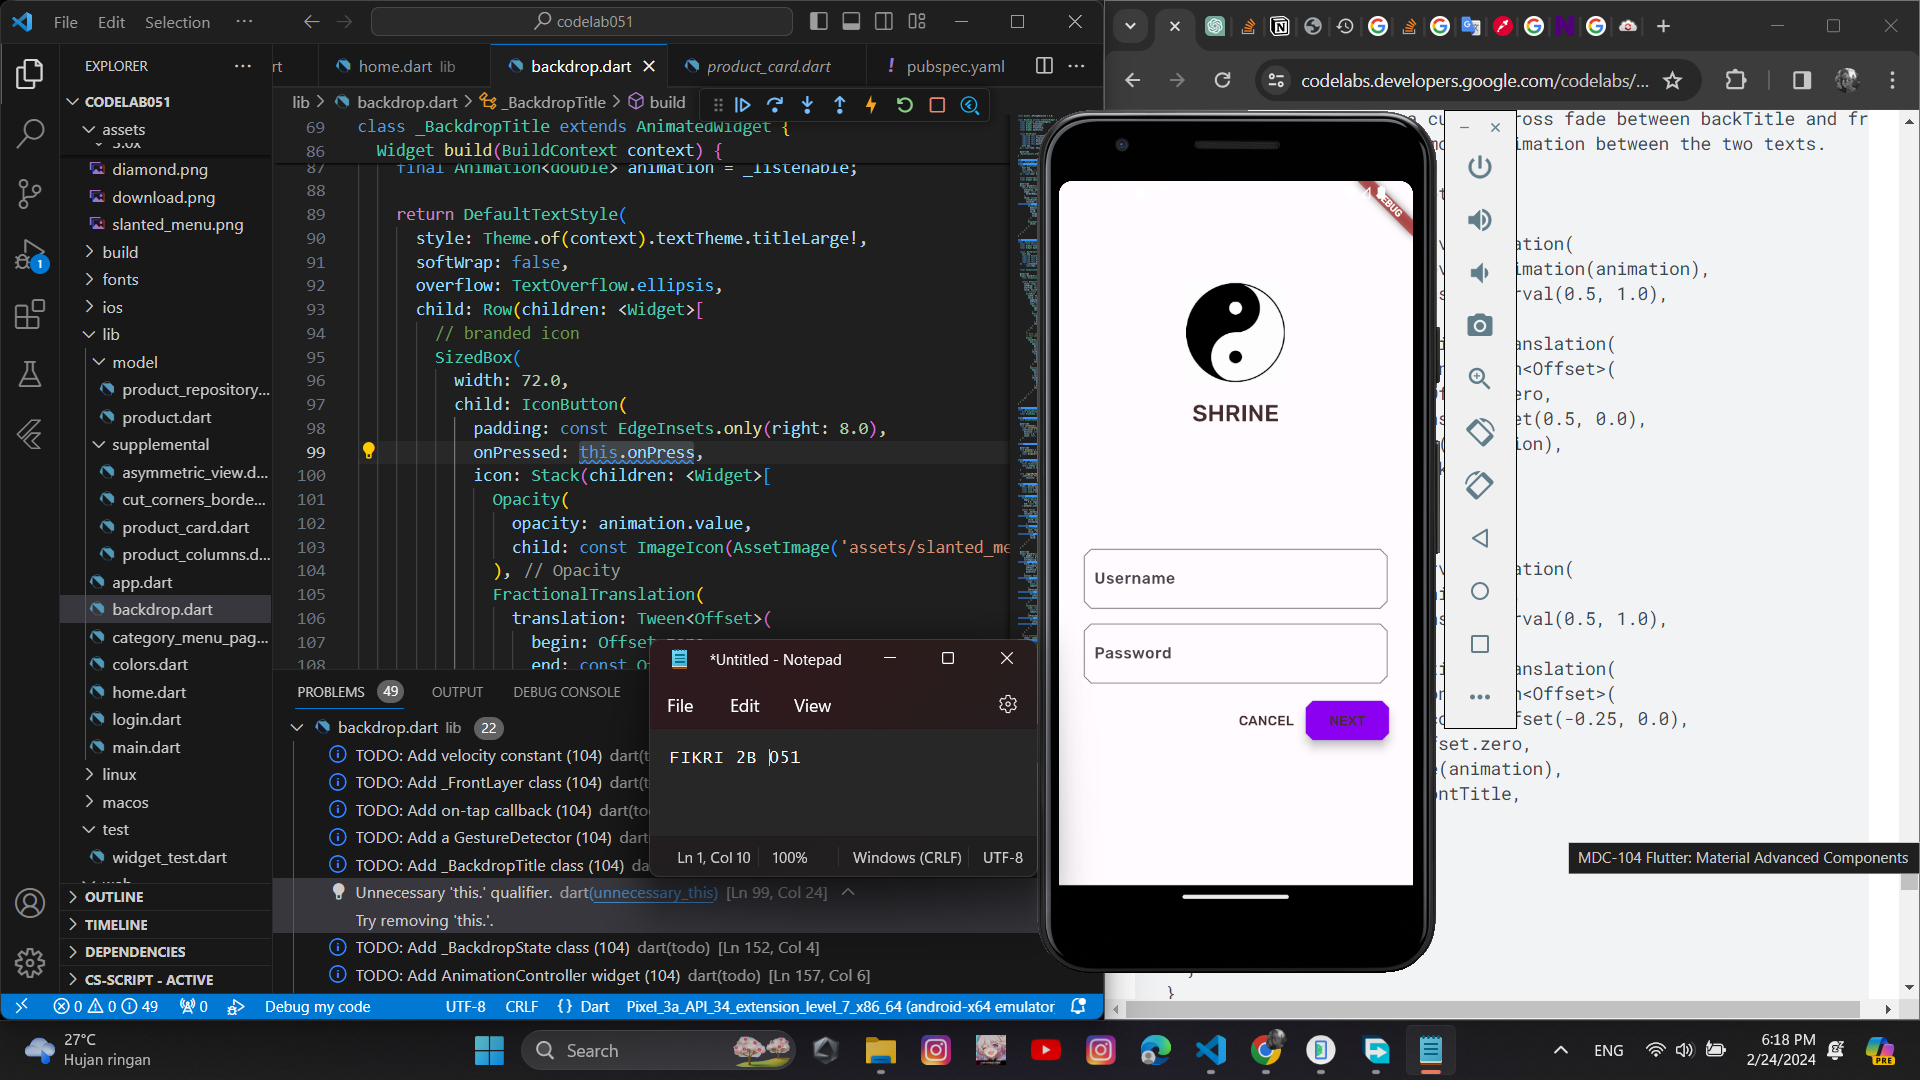 File Edit Selection ···
codelab051
EXPLORER
CODELAB051
assets
3.0x
diamond.png
download.png
slanted_menu.png
build
fonts
ios
lib
model
product_repository...
product.dart
supplemental
asymmetric_view.d...
cut_corners_borde...
product_card.dart
product_columns.d...
app.dart
backdrop.dart
category_menu_pag...
colors.dart
home.dart
login.dart
main.dart
linux
macos
test
widget_test.dart
OUTLINE
TIMELINE
DEPENDENCIES
CS-SCRIPT - ACTIVE
1
rt
home.dart lib
backdrop.dart
product_card.dart
! pubspec.yaml
lib > backdrop.dart > _BackdropTitle > build
69 class _BackdropTitle extends AnimatedWidget {
86 Widget build(BuildContext context) {
87 final Animation<double> animation = _listenable;
88
89 return DefaultTextStyle(
90 style: Theme.of(context).textTheme.titleLarge!,
91 softWrap: false,
92 overflow: TextOverflow.ellipsis,
93 child: Row(children: <Widget>[
94 // branded icon
95 SizedBox(
96 width: 72.0,
97 child: IconButton(
98 padding: const EdgeInsets.only(right: 8.0),
99 onPressed: this.onPress,
100 icon: Stack(children: <Widget>[
101 Opacity(
102 opacity: animation.value,
103 child: const ImageIcon(AssetImage('assets/slanted_me
104 ), // Opacity
105 FractionalTranslation(
106 translation: Tween<Offset>(
107 begin: Offset.zero,
108 end: const O
PROBLEMS 49 OUTPUT DEBUG CONSOLE
backdrop.dart lib 22
TODO: Add velocity constant (104) dart(t
TODO: Add _FrontLayer class (104) dart(t
TODO: Add on-tap callback (104) dart(to
TODO: Add a GestureDetector (104) dart
TODO: Add _BackdropTitle class (104) da
Unnecessary 'this.' qualifier. dart(unnecessary_this) [Ln 99, Col 24]
Try removing 'this.'.
TODO: Add _BackdropState class (104) dart(todo) [Ln 152, Col 4]
TODO: Add AnimationController widget (104) dart(todo) [Ln 157, Col 6]
*Untitled - Notepad
File Edit View
FIKRI 2B 051
Ln 1, Col 10 100% Windows (CRLF) UTF-8
0 0 49 0 Debug my code UTF-8 CRLF {} Dart Pixel_3a_API_34_extension_level_7_x86_64 (android-x64 emulator
DEBUG
SHRINE
Username
Password
CANCEL NEXT
codelabs.developers.google.com/codelabs/...
ross fade between backTitle and fr
nimation between the two texts.
ation(
nimation(animation),
rval(0.5, 1.0),
ranslation(
n<Offset>(
ero,
set(0.5, 0.0),
ion),
ation(
rval(0.5, 1.0),
ranslation(
n<Offset>(
ffset(-0.25, 0.0),
fset.zero,
e(animation),
ontTitle,
}
MDC-104 Flutter: Material Advanced Components
27°C
Hujan ringan
Search
ENG
6:18 PM
2/24/2024
PRE